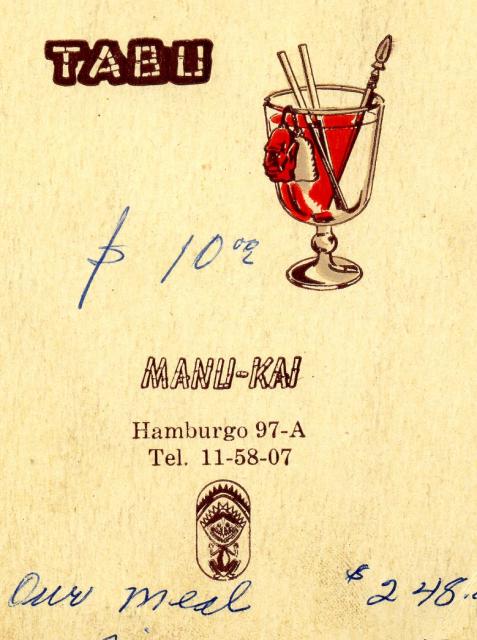 TABU
$ 10 00
MANU-KAI
Hamburgo 97-A
Tel. 11-58-07
Our meal $ 248.